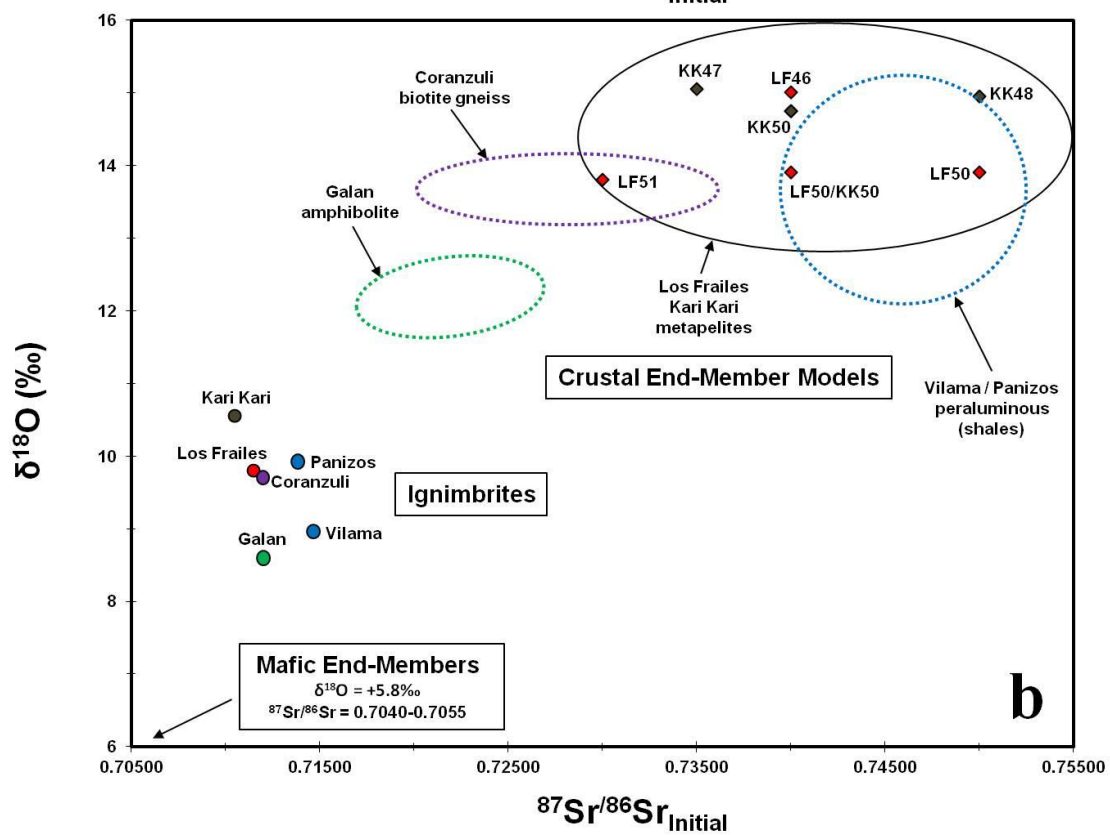 Initial
16
14
12
10
8
6
δ¹⁸O (‰)
Coranzuli
biotite gneiss
Galan
amphibolite
KK47
LF46
KK50
KK48
LF51
LF50/KK50
LF50
Los Frailes
Kari Kari
metapelites
Crustal End-Member Models
Vilama / Panizos
peraluminous
(shales)
Kari Kari
Los Frailes
Panizos
Coranzuli
Ignimbrites
Vilama
Galan
Mafic End-Members
δ¹⁸O = +5.8‰
⁸⁷Sr/⁸⁶Sr = 0.7040-0.7055
b
0.70500
0.71500
0.72500
0.73500
0.74500
0.75500
⁸⁷Sr/⁸⁶Sr Initial